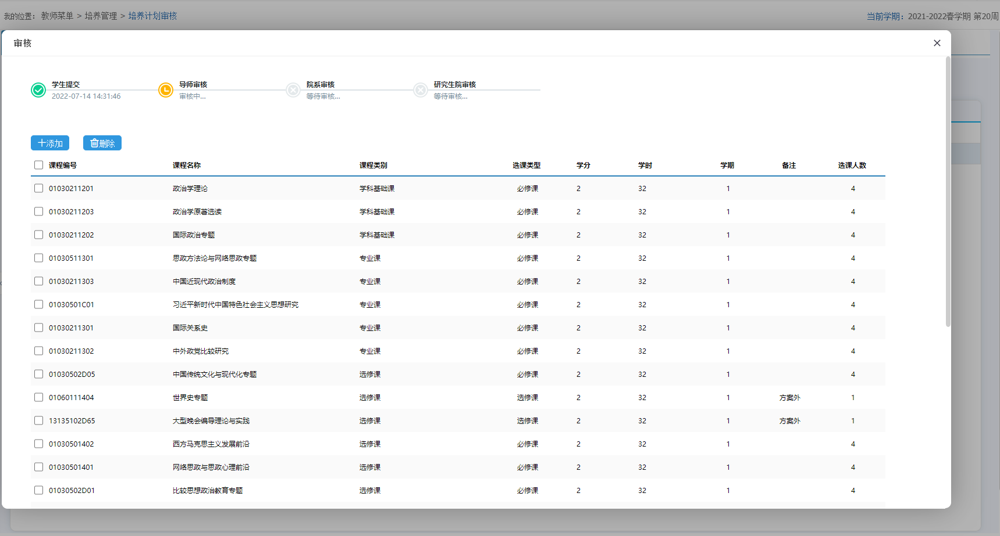 我的位置： 教师菜单 > 培养管理 > 培养计划审核 当前学期：2021-2022春学期 第20周
审核
学生提交 导师审核 院系审核 研究生院审核
2022-07-14 14:31:46 审核中... 等待审核... 等待审核...
添加 删除
课程编号 课程名称 课程类别 选课类型 学分 学时 学期 备注 选课人数
01030211201 政治学理论 学科基础课 必修课 2 32 1 4
01030211203 政治学原著选读 学科基础课 必修课 2 32 1 4
01030211202 国际政治专题 学科基础课 必修课 2 32 1 4
01030511301 思政方法论与网络思政专题 专业课 必修课 2 32 1 4
01030211303 中国近现代政治制度 专业课 必修课 2 32 1 4
01030501C01 习近平新时代中国特色社会主义思想研究 专业课 必修课 2 32 1 4
01030211301 国际关系史 专业课 必修课 2 32 1 4
01030211302 中外政党比较研究 专业课 必修课 2 32 1 4
01030502D05 中国传统文化与现代化专题 选修课 必修课 2 32 1 4
01060111404 世界史专题 选修课 选修课 2 32 1 方案外 1
13135102D65 大型晚会编导理论与实践 选修课 选修课 2 32 1 方案外 1
01030501402 西方马克思主义发展前沿 选修课 必修课 2 32 1 4
01030501401 网络思政与思政心理前沿 选修课 必修课 2 32 1 4
01030502D01 比较思想政治教育专题 选修课 必修课 2 32 1 4